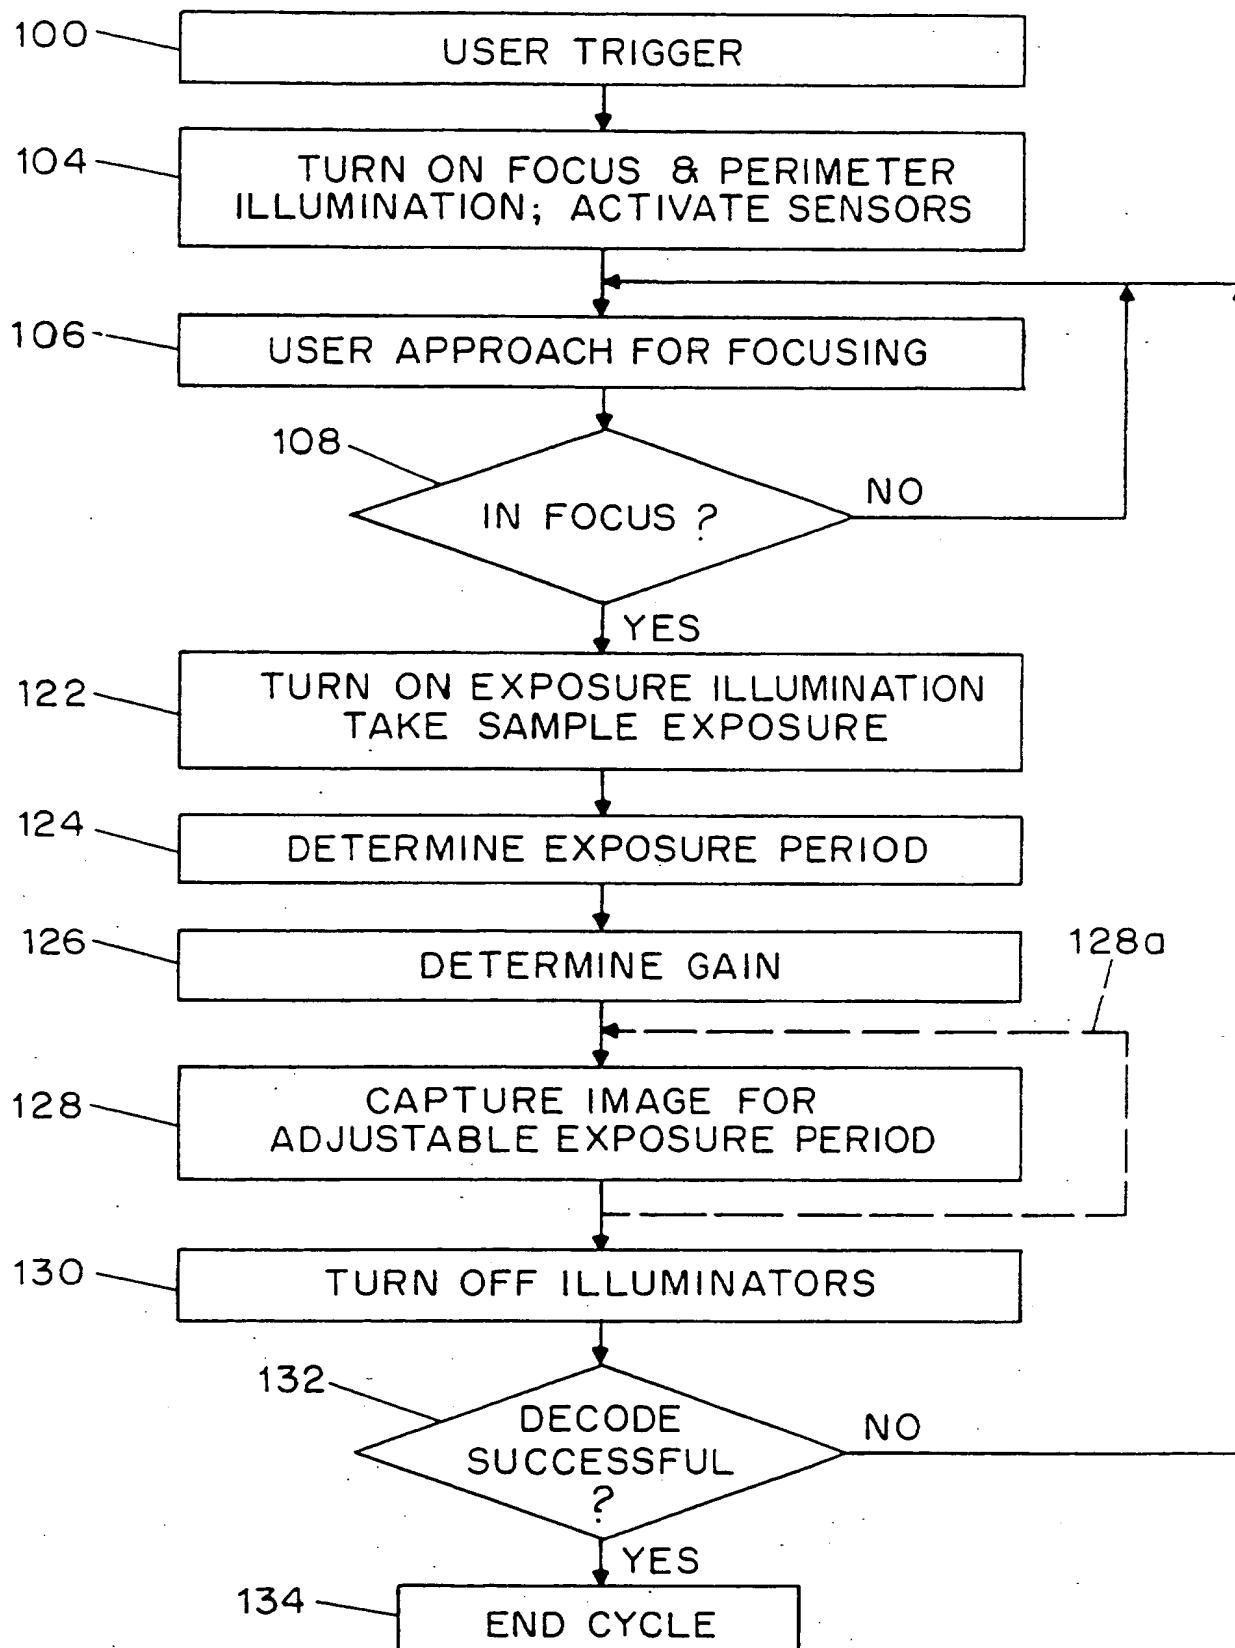 100
USER TRIGGER
104
TURN ON FOCUS & PERIMETER
ILLUMINATION; ACTIVATE SENSORS
106
USER APPROACH FOR FOCUSING
108
IN FOCUS ?
NO
YES
122
TURN ON EXPOSURE ILLUMINATION
TAKE SAMPLE EXPOSURE
124
DETERMINE EXPOSURE PERIOD
126
DETERMINE GAIN
128a
128
CAPTURE IMAGE FOR
ADJUSTABLE EXPOSURE PERIOD
130
TURN OFF ILLUMINATORS
132
DECODE
SUCCESSFUL
?
NO
YES
134
END CYCLE